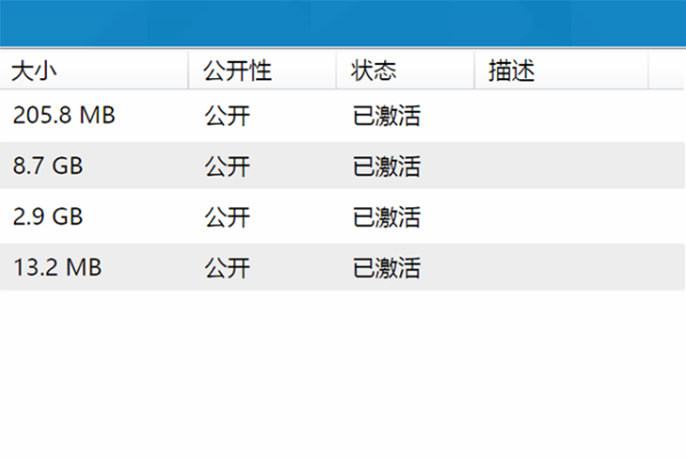 大小 公开性 状态 描述
205.8 MB 公开 已激活
8.7 GB 公开 已激活
2.9 GB 公开 已激活
13.2 MB 公开 已激活